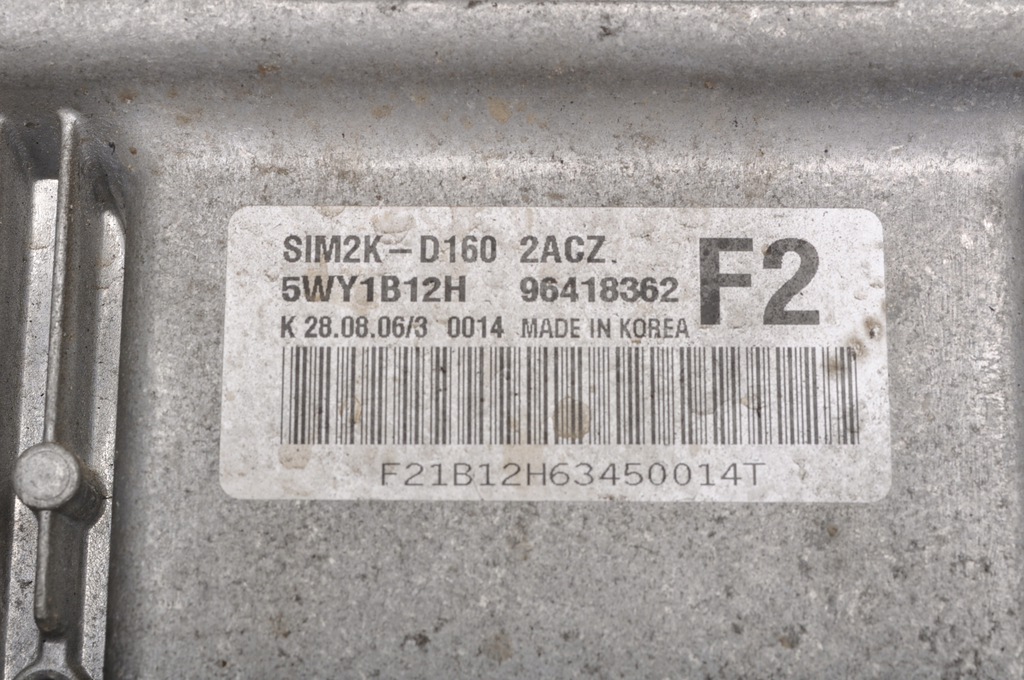 SIM2K-D160 2ACZ. F2
5WY1B12H 96418362
K 28.08.06/3 0014 MADE IN KOREA
F21B12H63450014T